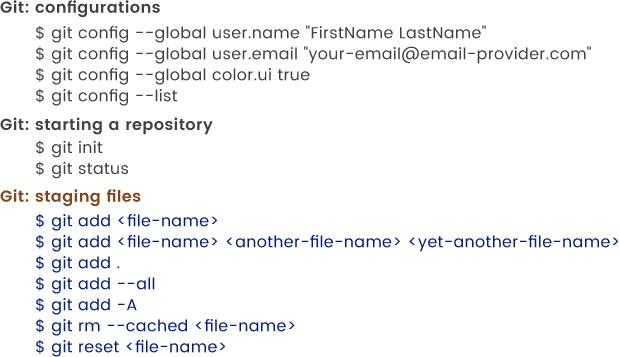 Git: configurations
$ git config --global user.name "FirstName LastName"
$ git config --global user.email "your-email@email-provider.com"
$ git config --global color.ui true
$ git config --list
Git: starting a repository
$ git init
$ git status
Git: staging files
$ git add <file-name>
$ git add <file-name> <another-file-name> <yet-another-file-name>
$ git add .
$ git add --all
$ git add -A
$ git rm --cached <file-name>
$ git reset <file-name>